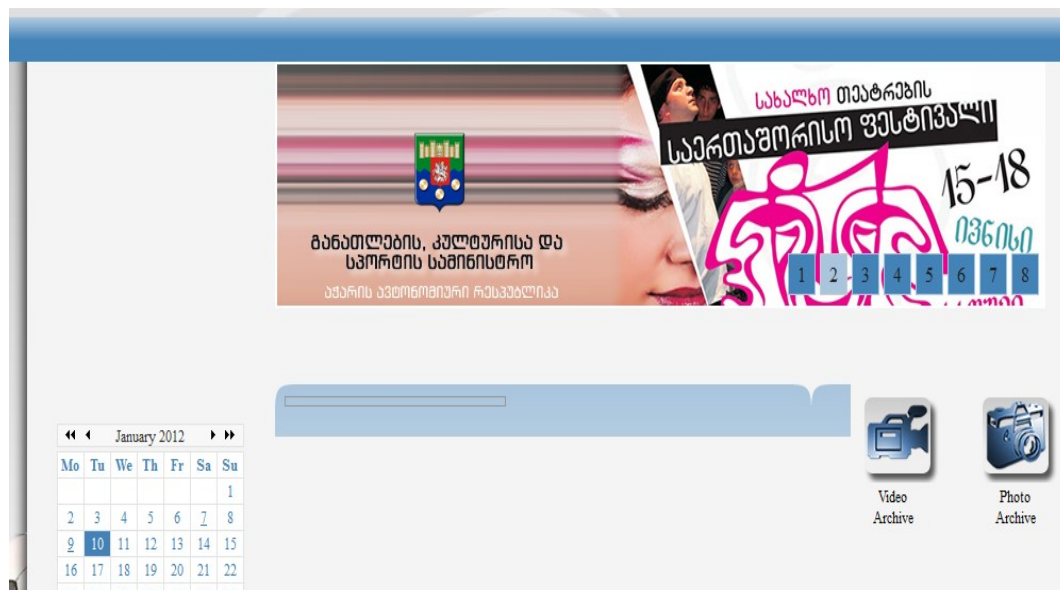 სახალხო თეატრების
საერთაშორისო ფესტივალი
15-18
ივნისი
განათლების, კულტურისა და
სპორტის სამინისტრო
აჭარის ავტონომიური რესპუბლიკა
1 2 3 4 5 6 7 8
January 2012
Mo Tu We Th Fr Sa Su
1
2 3 4 5 6 7 8
9 10 11 12 13 14 15
16 17 18 19 20 21 22
Video
Archive
Photo
Archive